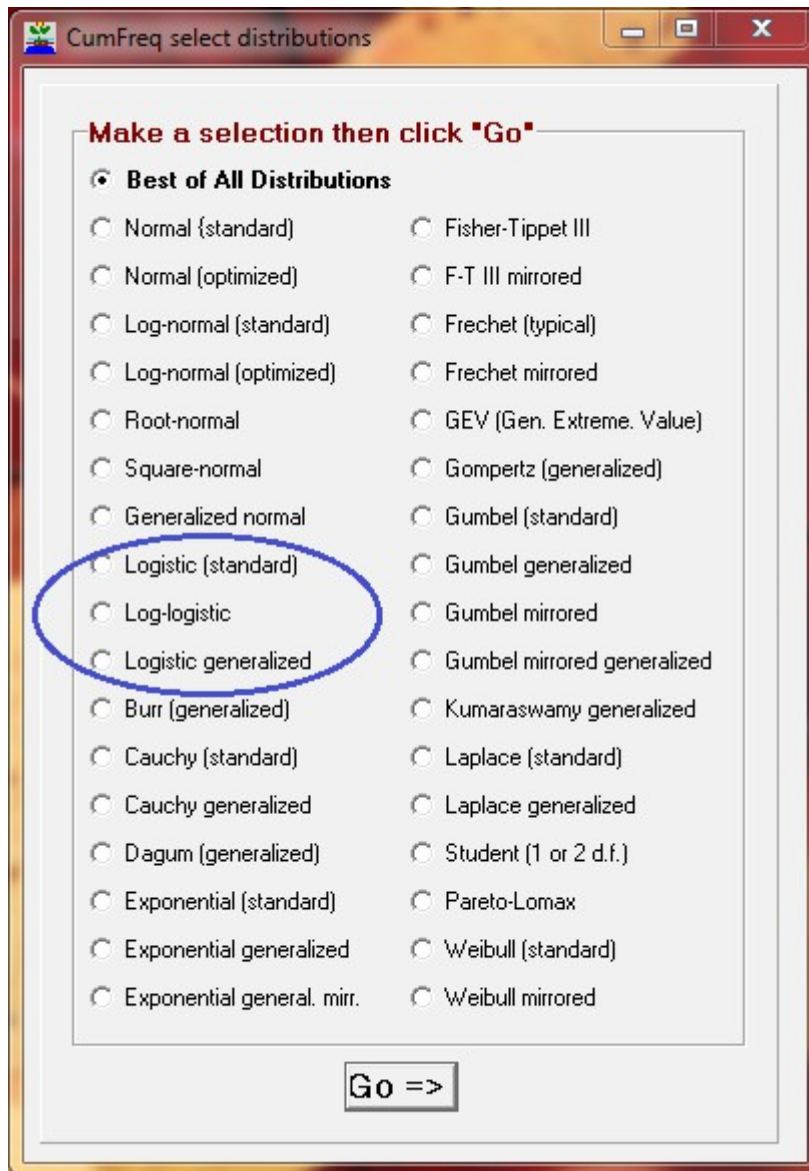 CumFreq select distributions
Make a selection then click "Go"
Best of All Distributions
Normal {standard)
Normal (optimized)
Log-normal (standard)
Log-normal (optimized)
Root-normal
Square-normal
Generalized normal
Logistic (standard)
Log-logistic
Logistic generalized
Burr (generalized)
Cauchy (standard)
Cauchy generalized
Dagum (generalized)
Exponential (standard)
Exponential generalized
Exponential general. mirr.
Fisher-Tippet III
F-T III mirrored
Frechet (typical)
Frechet mirrored
GEV (Gen. Extreme. Value)
Gompertz (generalized)
Gumbel (standard)
Gumbel generalized
Gumbel mirrored
Gumbel mirrored generalized
Kumaraswamy generalized
Laplace (standard)
Laplace generalized
Student (1 or 2 d.f.)
Pareto-Lomax
Weibull (standard)
Weibull mirrored
Go =>